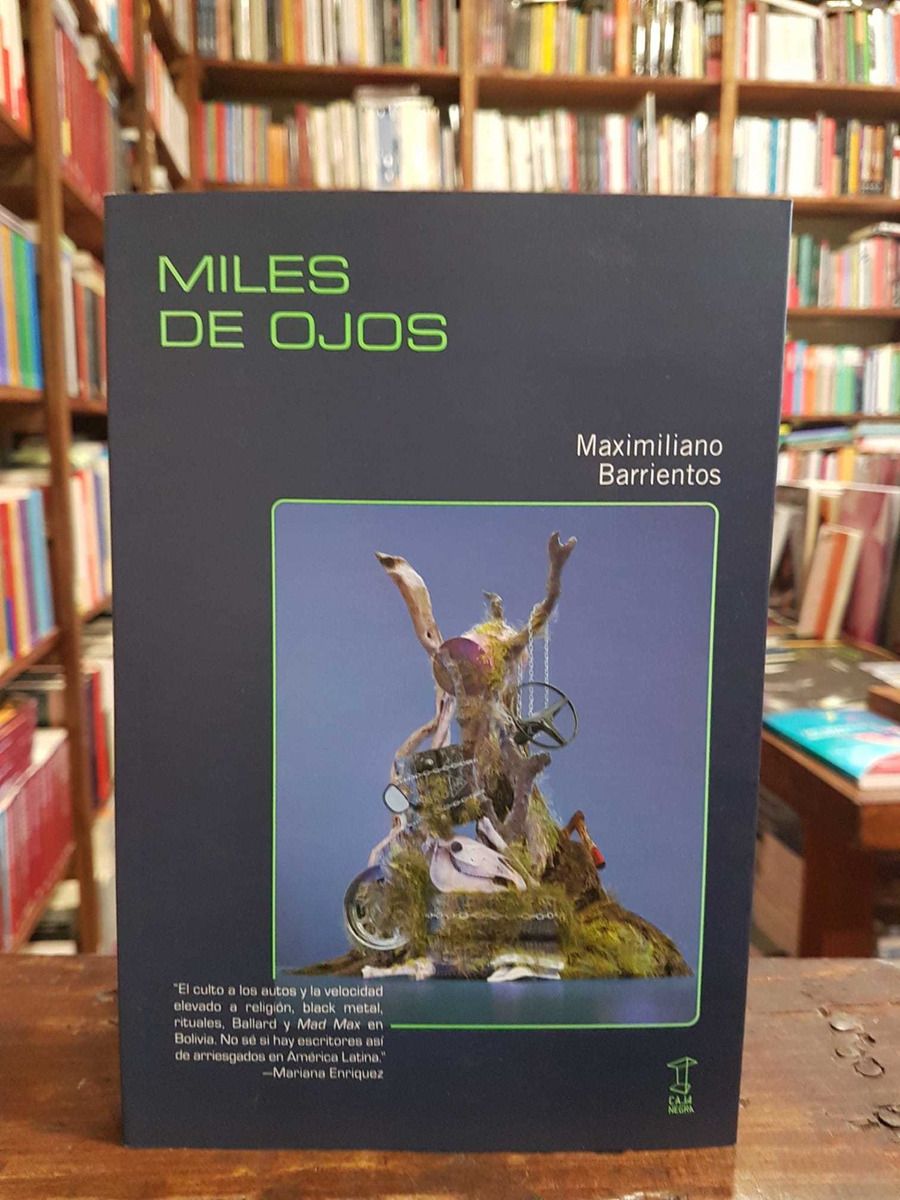 MILES
DE OJOS
Maximiliano
Barrientos
"El culto a los autos y la velocidad
elevado a religión, black metal,
rituales, Ballard y Mad Max en
Bolivia. No sé si hay escritores así
de arriesgados en América Latina."
—Mariana Enriquez
CAJA
NEGRA